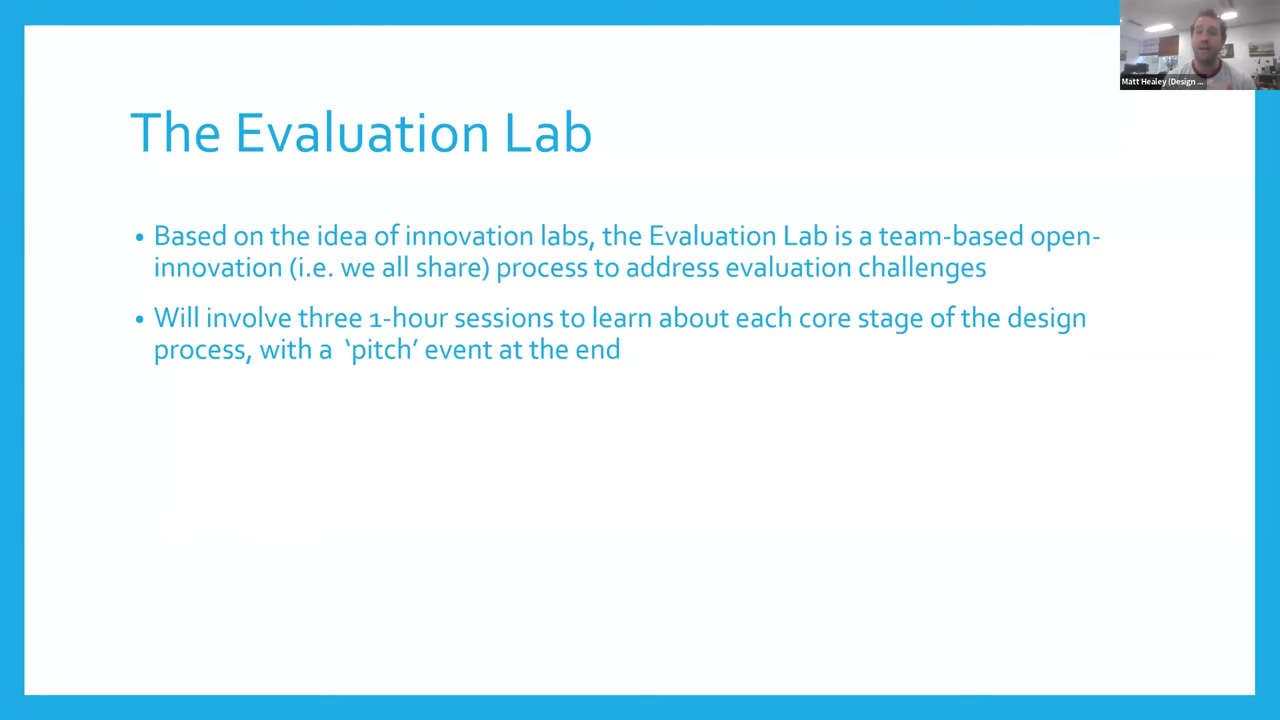 The Evaluation Lab
• Based on the idea of innovation labs, the Evaluation Lab is a team-based open-
innovation (i.e. we all share) process to address evaluation challenges
• Will involve three 1-hour sessions to learn about each core stage of the design
process, with a ‘pitch’ event at the end
Matt Healey (Design ...